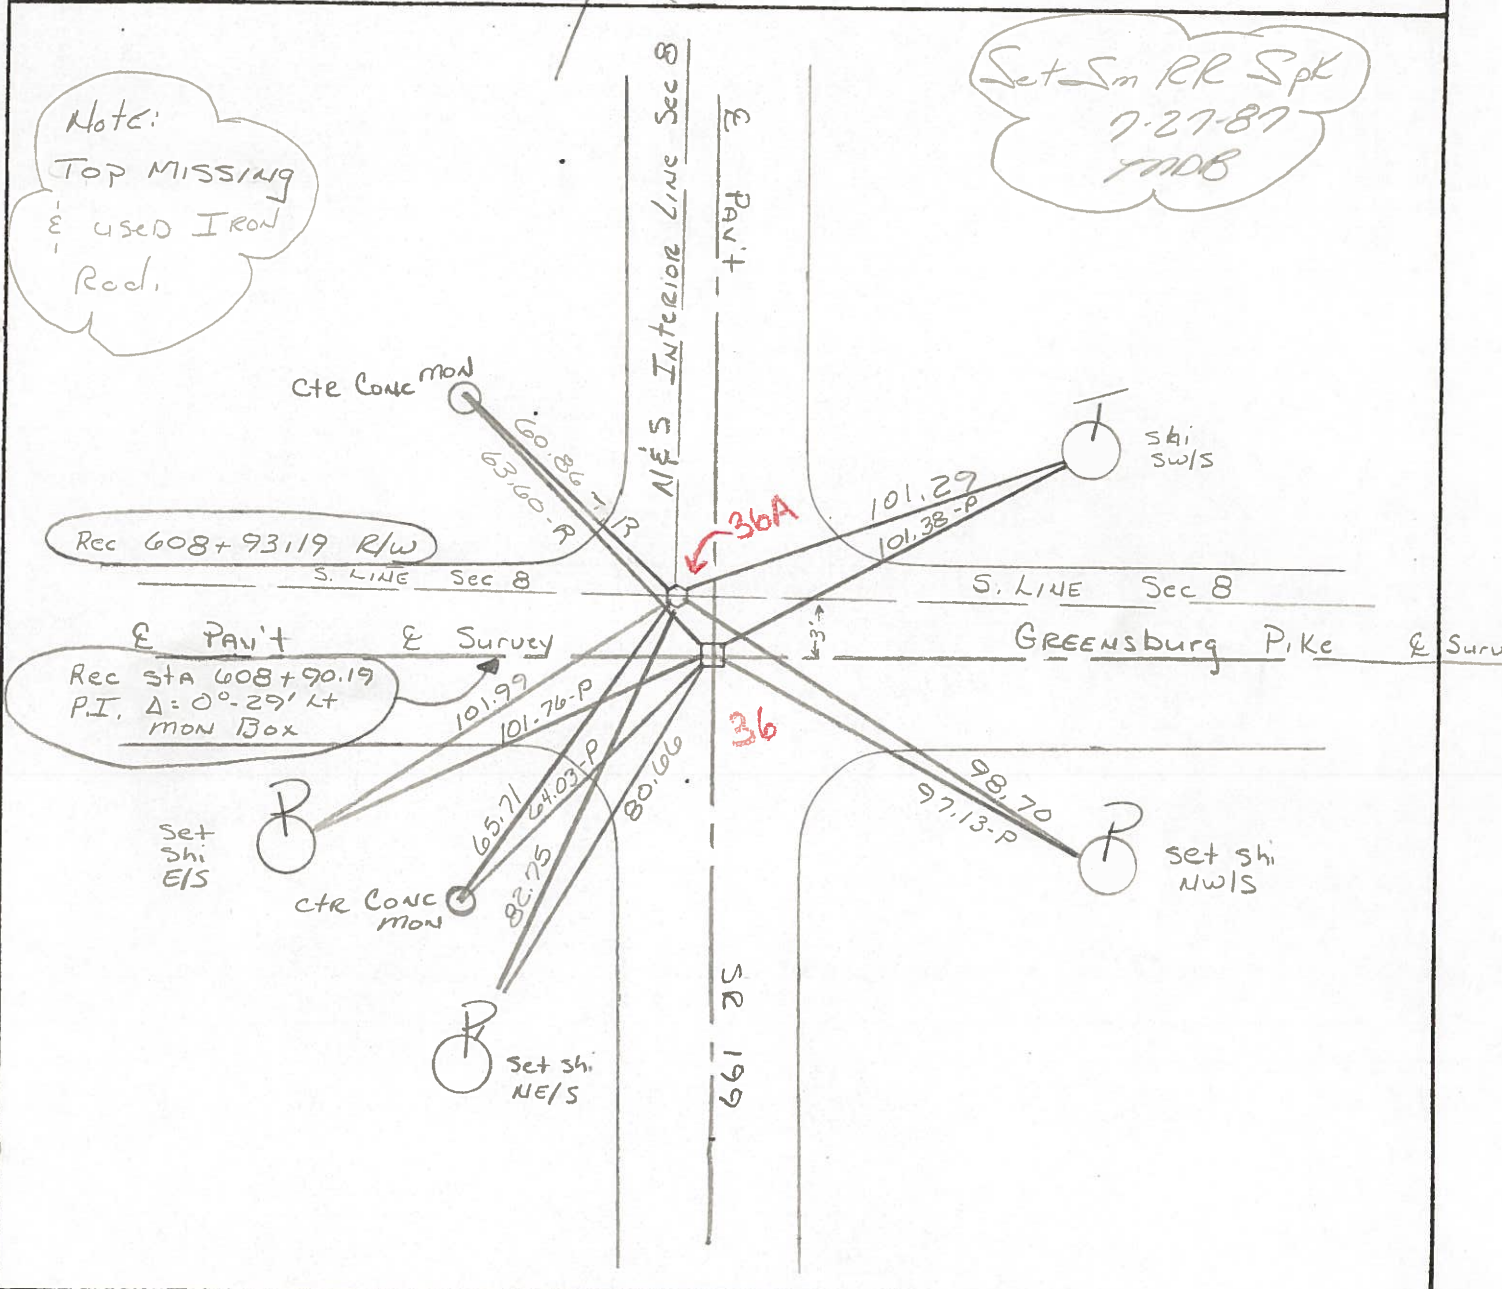 Note:
Top Missing
& used Iron
Rod.
Set Sm RR Spk
7-27-87
MDB
N&S Interior Line Sec 8
℄ Pav't
Ctr Conc Mon
60.86-R
63.60-R
shi
SW/S
101.29
101.38-P
36A
Rec 608+93.19 R/W
S. Line Sec 8
S. Line Sec 8
±3'
℄ Pav't ℄ Survey
Greensburg Pike ℄ Surv
Rec sta 608+90.19
P.I. Δ=0°-29' Lt
Mon Box
36
101.99
101.76-P
65.71
64.03-P
82.75
80.66
98.70
97.13-P
Set
shi
E/S
Ctr Conc
Mon
Set shi
NW/S
Set shi
NE/S
SR 199